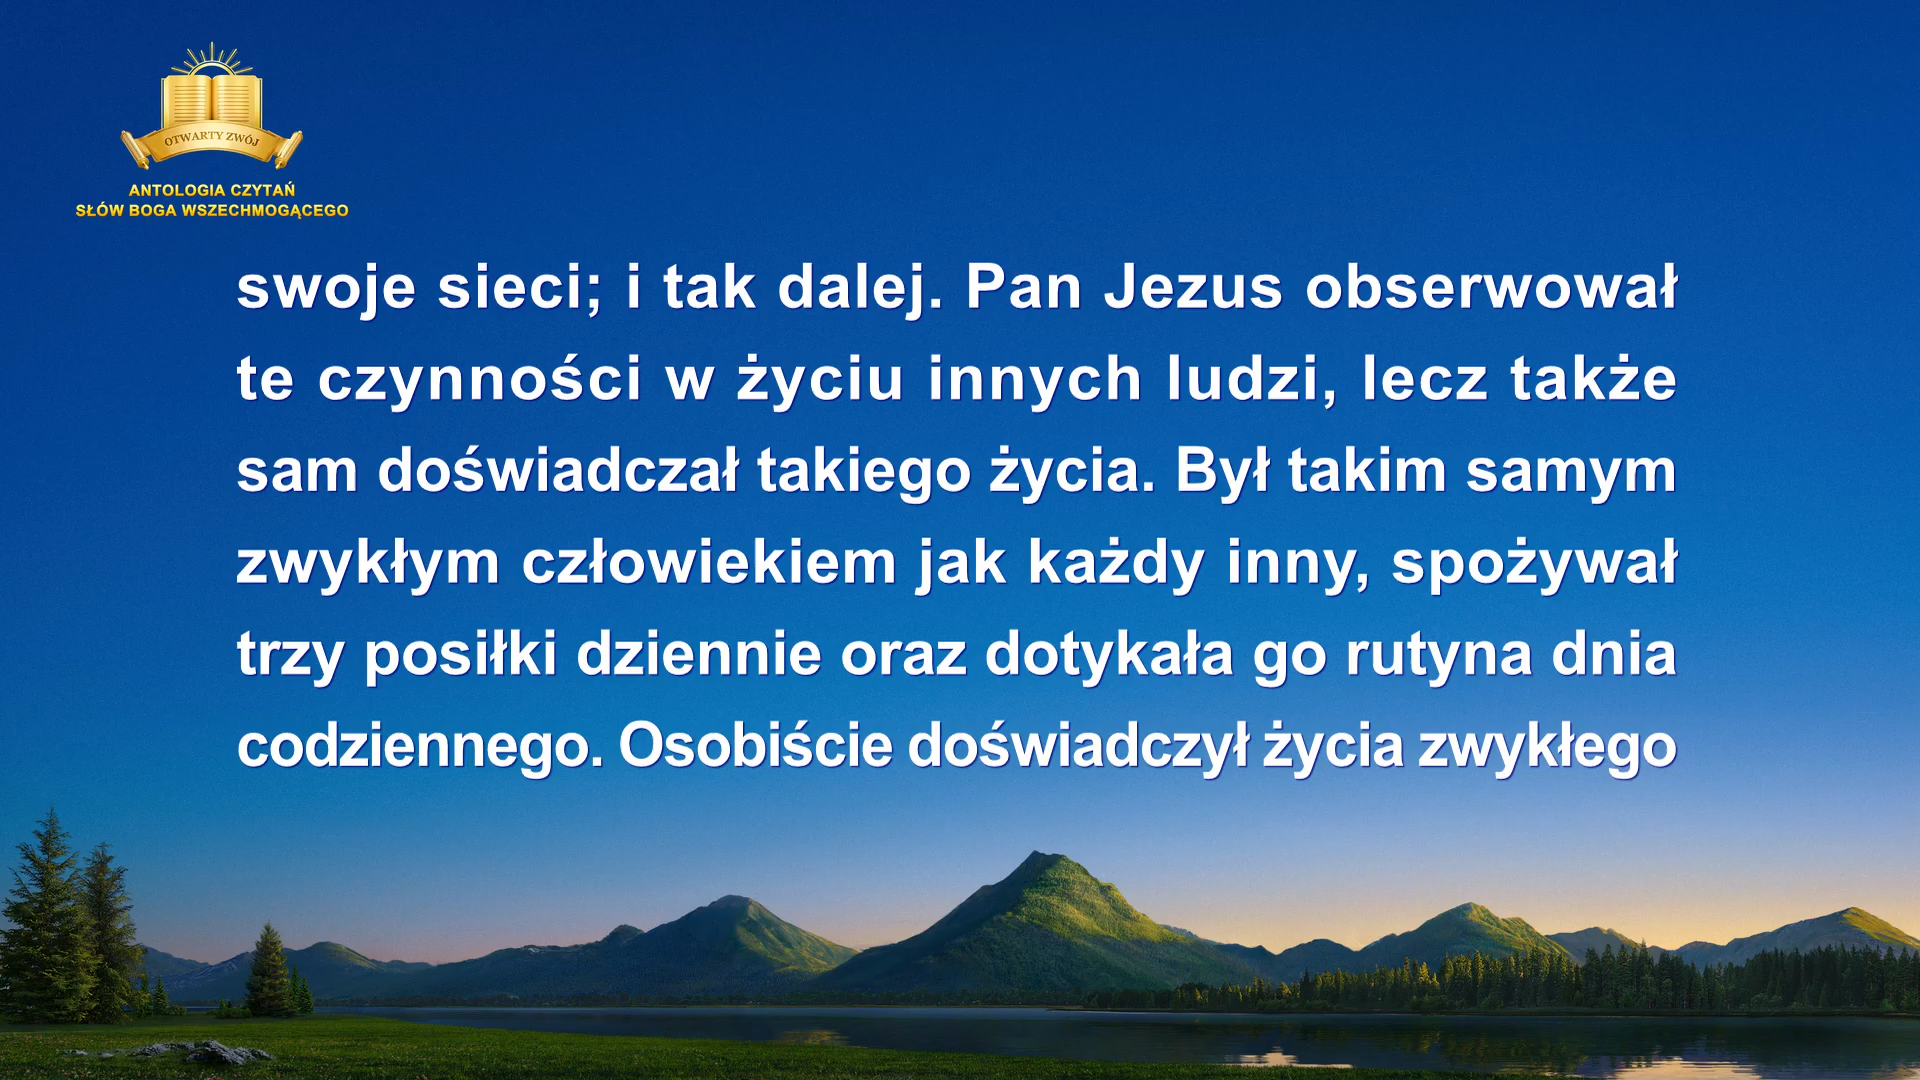 OTWARTY ZWÓJ
ANTOLOGIA CZYTAŃ
SŁÓW BOGA WSZECHMOGĄCEGO
swoje sieci; i tak dalej. Pan Jezus obserwował
te czynności w życiu innych ludzi, lecz także
sam doświadczał takiego życia. Był takim samym
zwykłym człowiekiem jak każdy inny, spożywał
trzy posiłki dziennie oraz dotykała go rutyna dnia
codziennego. Osobiście doświadczył życia zwykłego